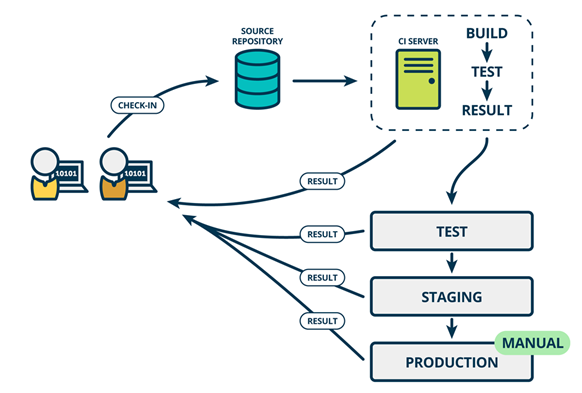 SOURCE
REPOSITORY
CI SERVER
BUILD
TEST
RESULT
CHECK-IN
10101
10101
RESULT
RESULT
TEST
RESULT
STAGING
RESULT
MANUAL
PRODUCTION